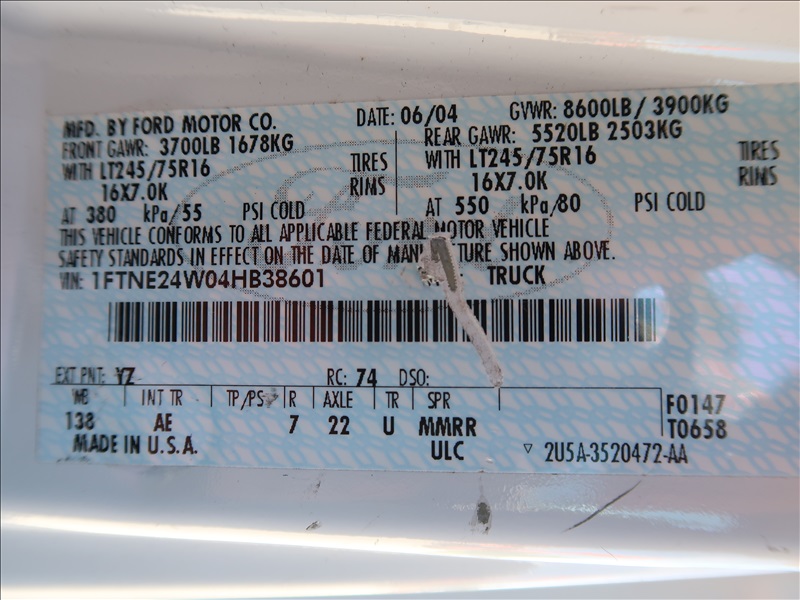 MFD. BY FORD MOTOR CO. DATE: 06/04 GVWR: 8600LB/ 3900KG
FRONT GAWR: 3700LB 1678KG REAR GAWR: 5520LB 2503KG
WITH LT245/75R16 TIRES WITH LT245/75R16 TIRES
16X7.0K RIMS 16X7.0K RIMS
AT 380 kPa/55 PSI COLD AT 550 kPa/80 PSI COLD
THIS VEHICLE CONFORMS TO ALL APPLICABLE FEDERAL MOTOR VEHICLE
SAFETY STANDARDS IN EFFECT ON THE DATE OF SHOWN ABOVE.
VIN: 1FTNE24W04HB38601 TRUCK
EXT PNT: YZ RC: 74 DSO:
WB INT TR TP/PS R AXLE TR SPR F0147
138 AE 7 22 U MMRR T0658
MADE IN U.S.A. ULC ▽ 2U5A-3520472-AA